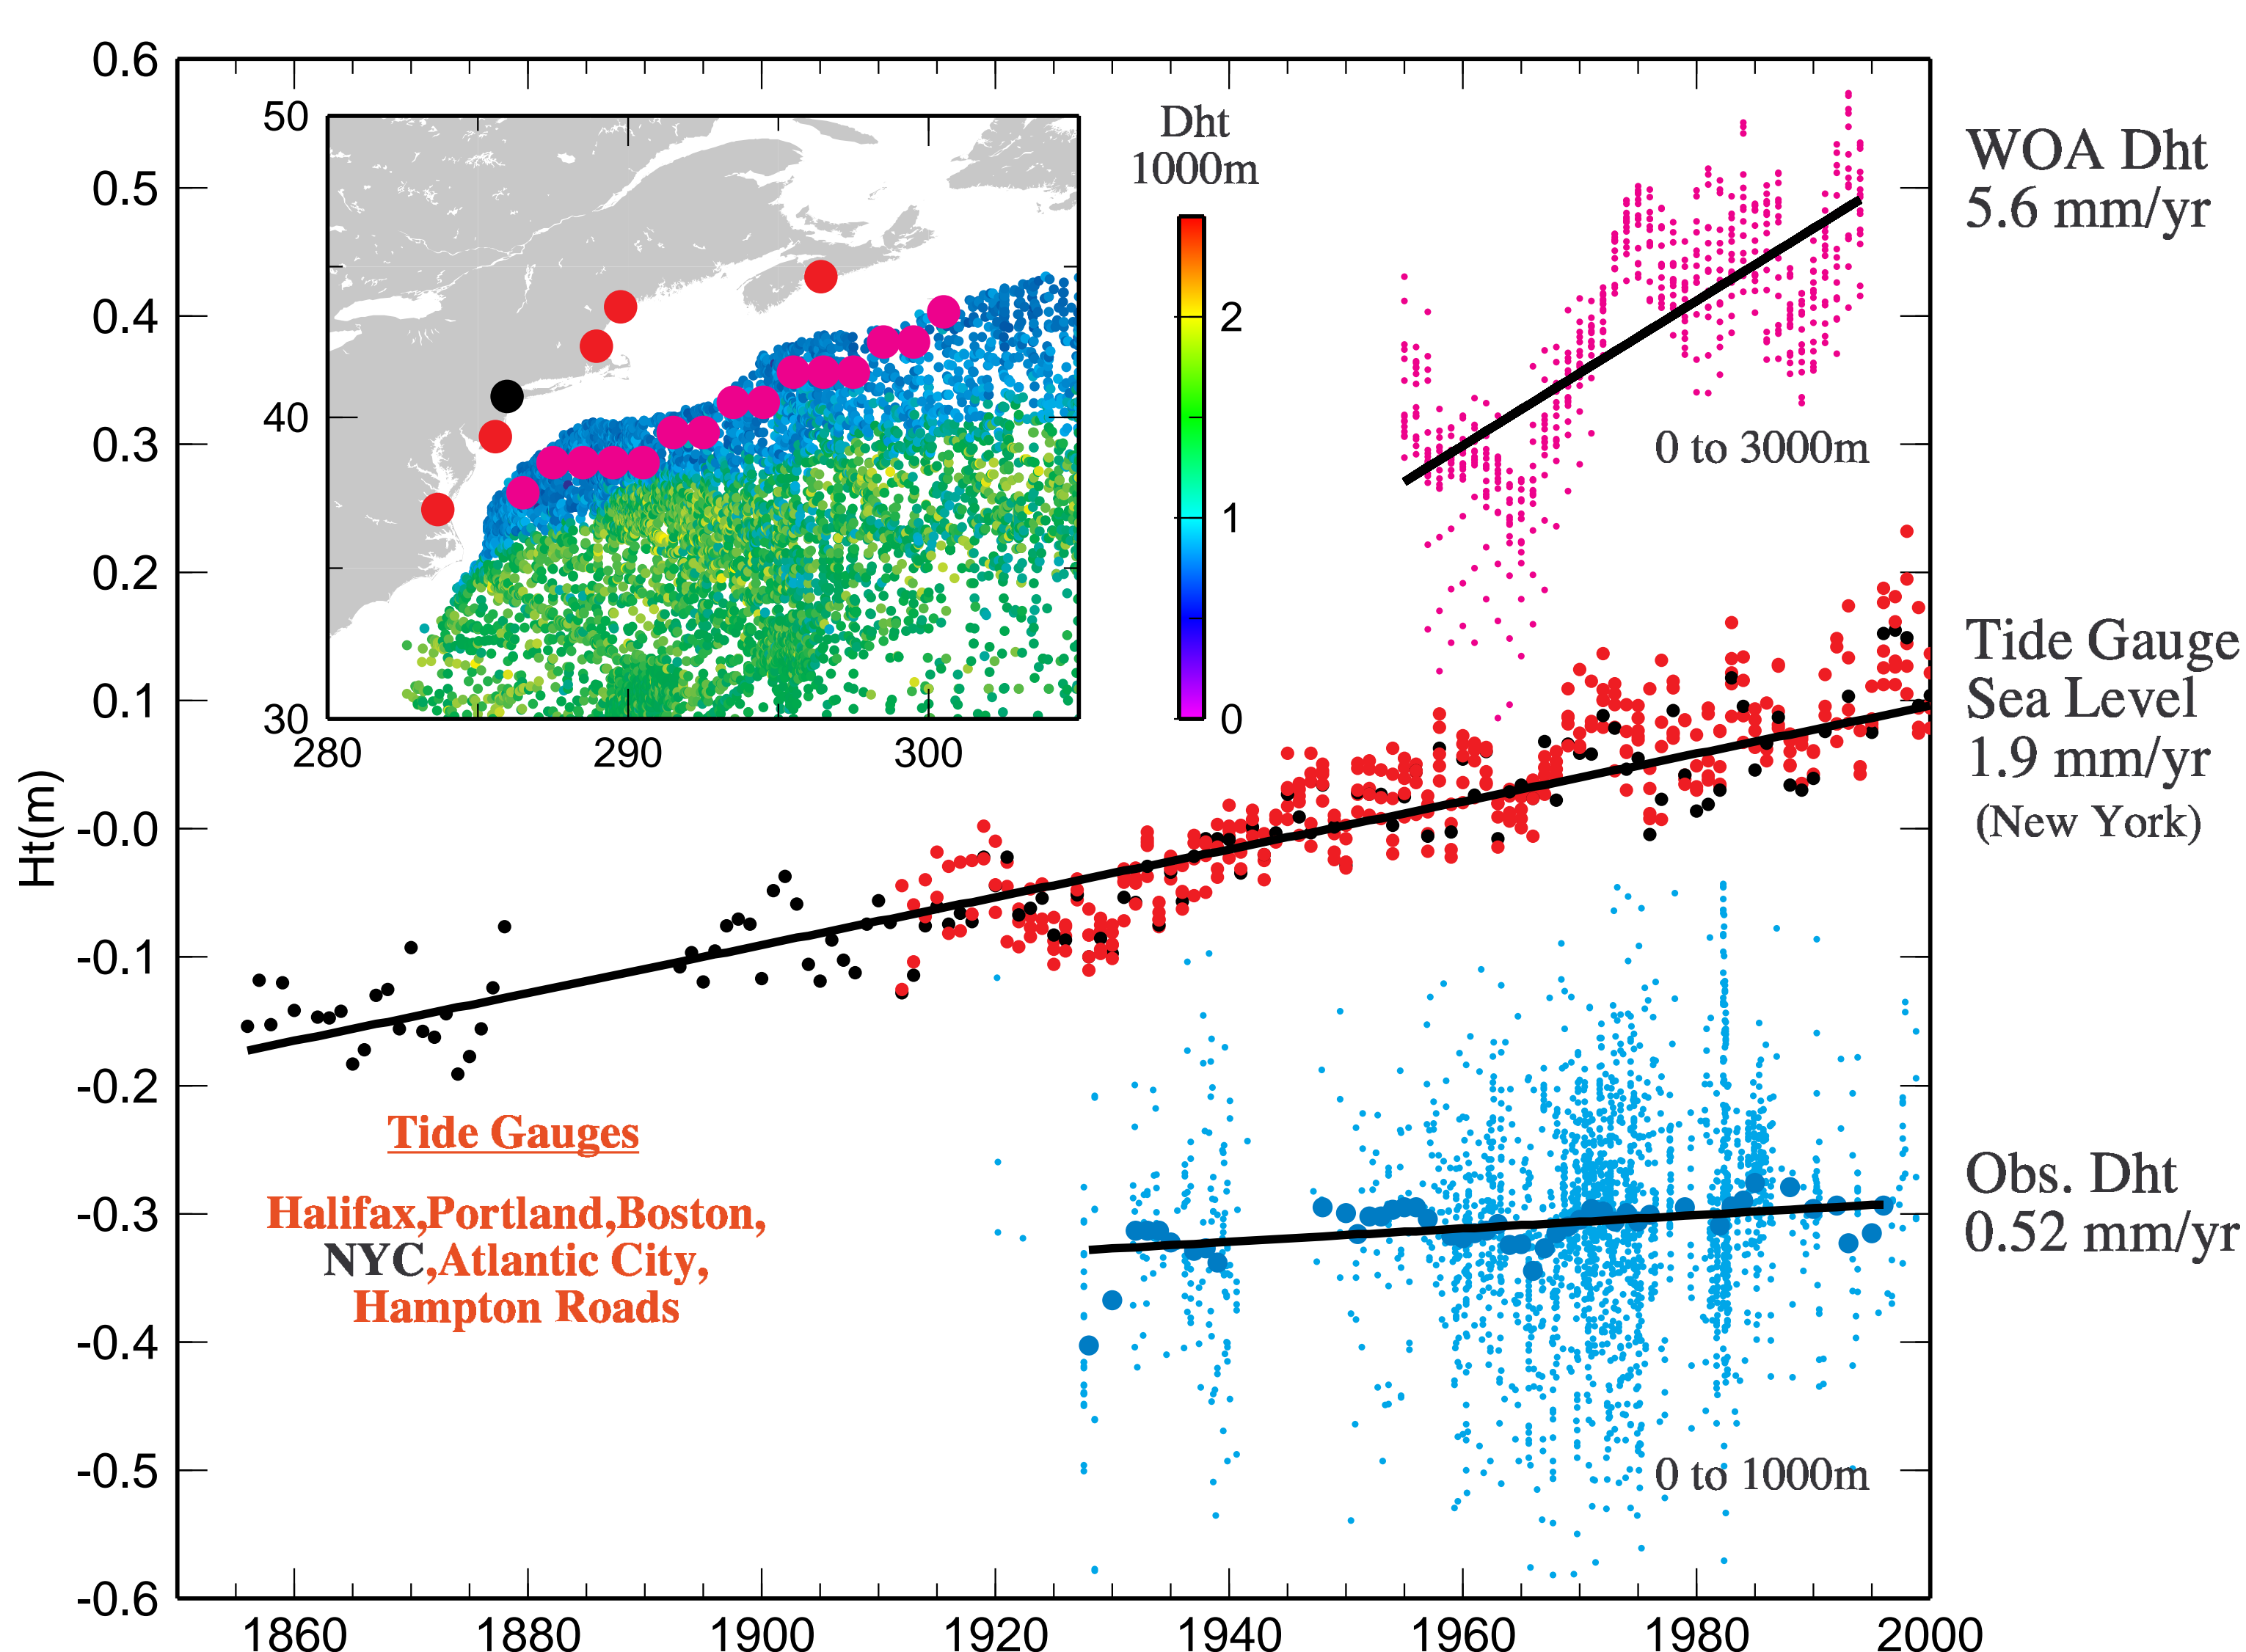 0.6
0.5
0.4
0.3
0.2
0.1
-0.0
-0.1
-0.2
-0.3
-0.4
-0.5
-0.6
Ht(m)
1860 1880 1900 1920 1940 1960 1980 2000
50
40
30
280 290 300
Dht
1000m
2
1
0
WOA Dht
5.6 mm/yr
0 to 3000m
Tide Gauge
Sea Level
1.9 mm/yr
(New York)
Tide Gauges
Halifax,Portland,Boston,
NYC,Atlantic City,
Hampton Roads
Obs. Dht
0.52 mm/yr
0 to 1000m